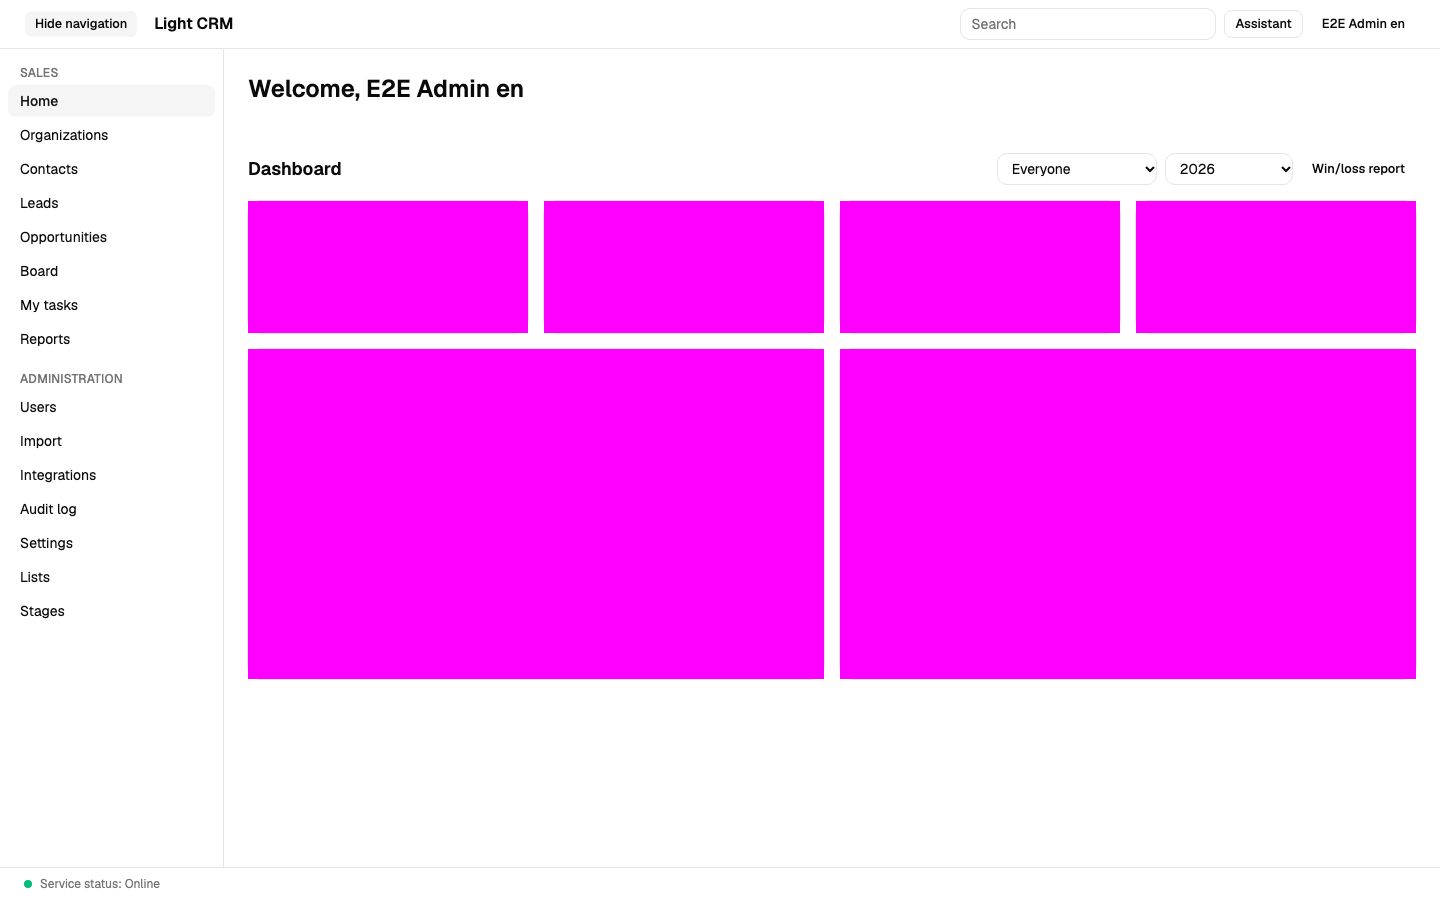 Hide navigation
Light CRM
Search
Assistant
E2E Admin en
SALES
Home
Organizations
Contacts
Leads
Opportunities
Board
My tasks
Reports
ADMINISTRATION
Users
Import
Integrations
Audit log
Settings
Lists
Stages
Welcome, E2E Admin en
Dashboard
Everyone
2026
Win/loss report
Service status: Online